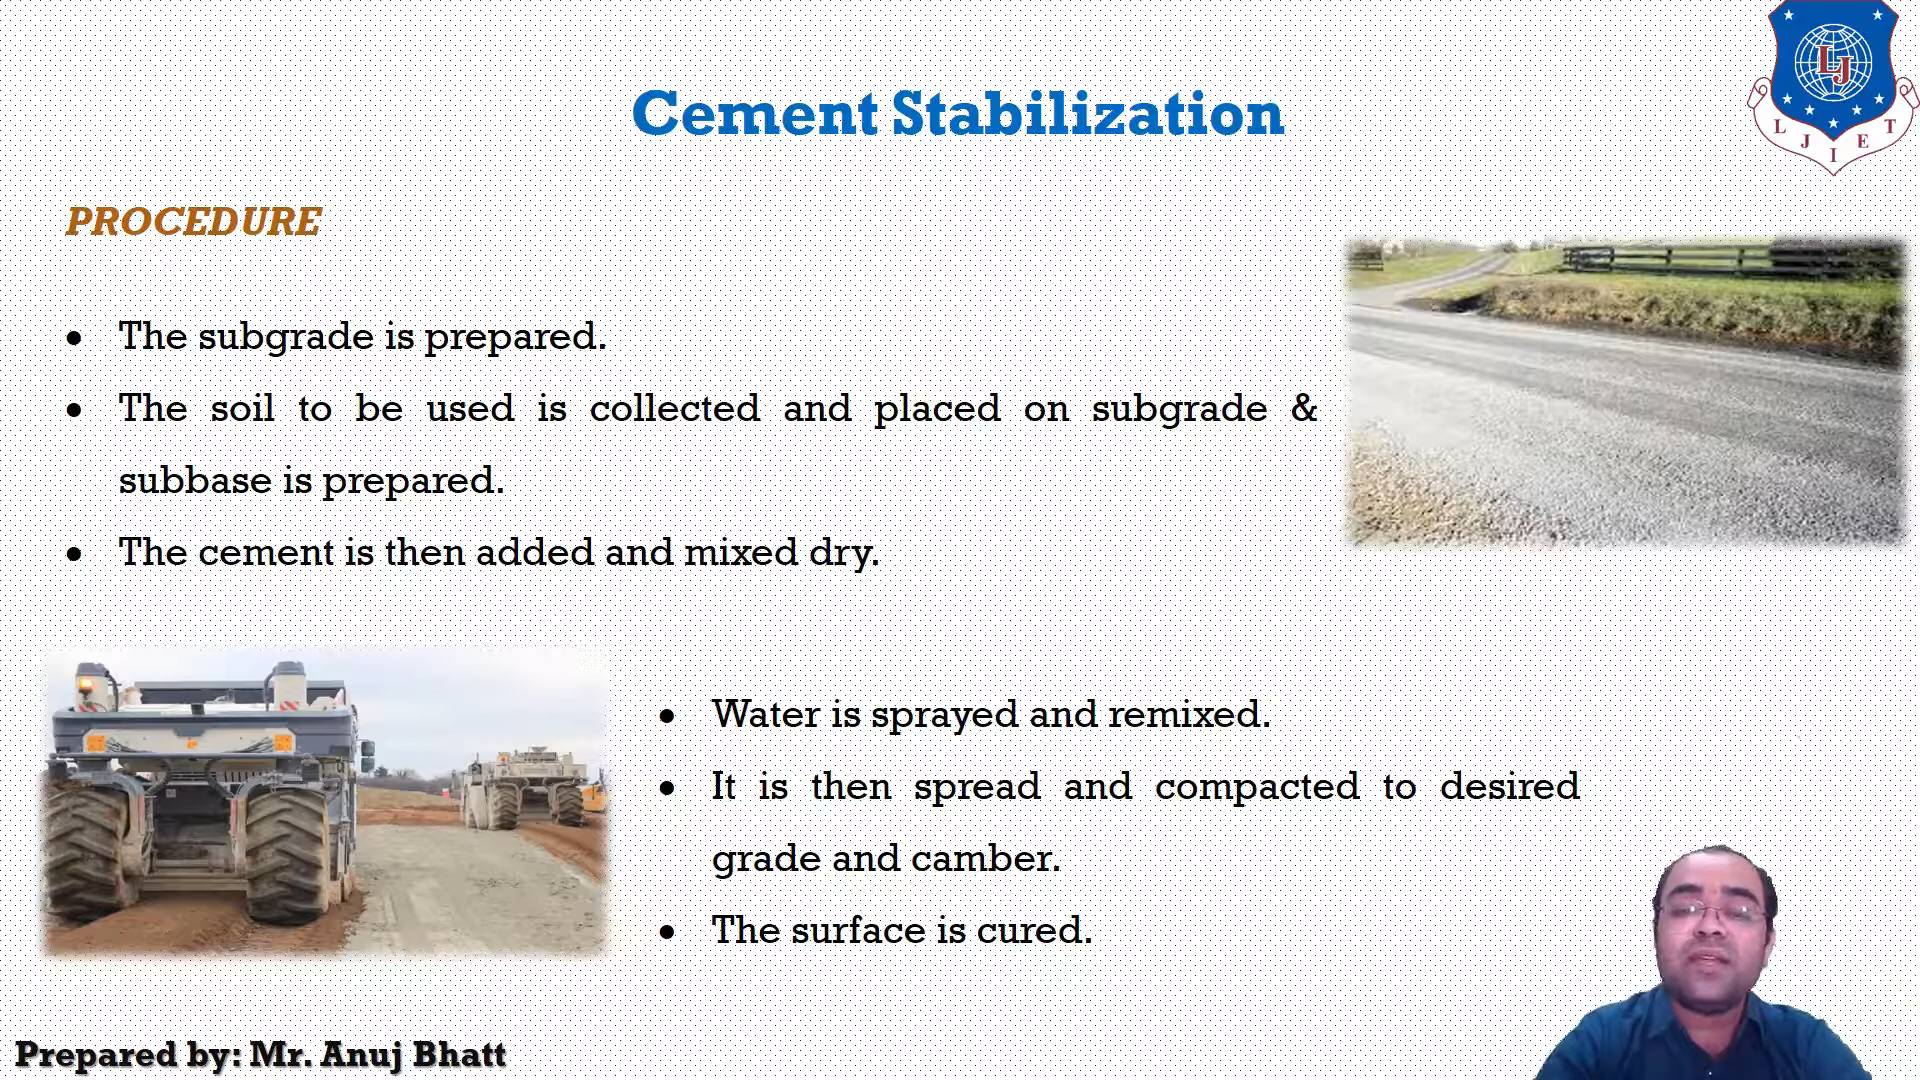 Cement Stabilization
LJ
L J I E T
PROCEDURE
• The subgrade is prepared.
• The soil to be used is collected and placed on subgrade &
subbase is prepared.
• The cement is then added and mixed dry.
• Water is sprayed and remixed.
• It is then spread and compacted to desired
grade and camber.
• The surface is cured.
Prepared by: Mr. Anuj Bhatt